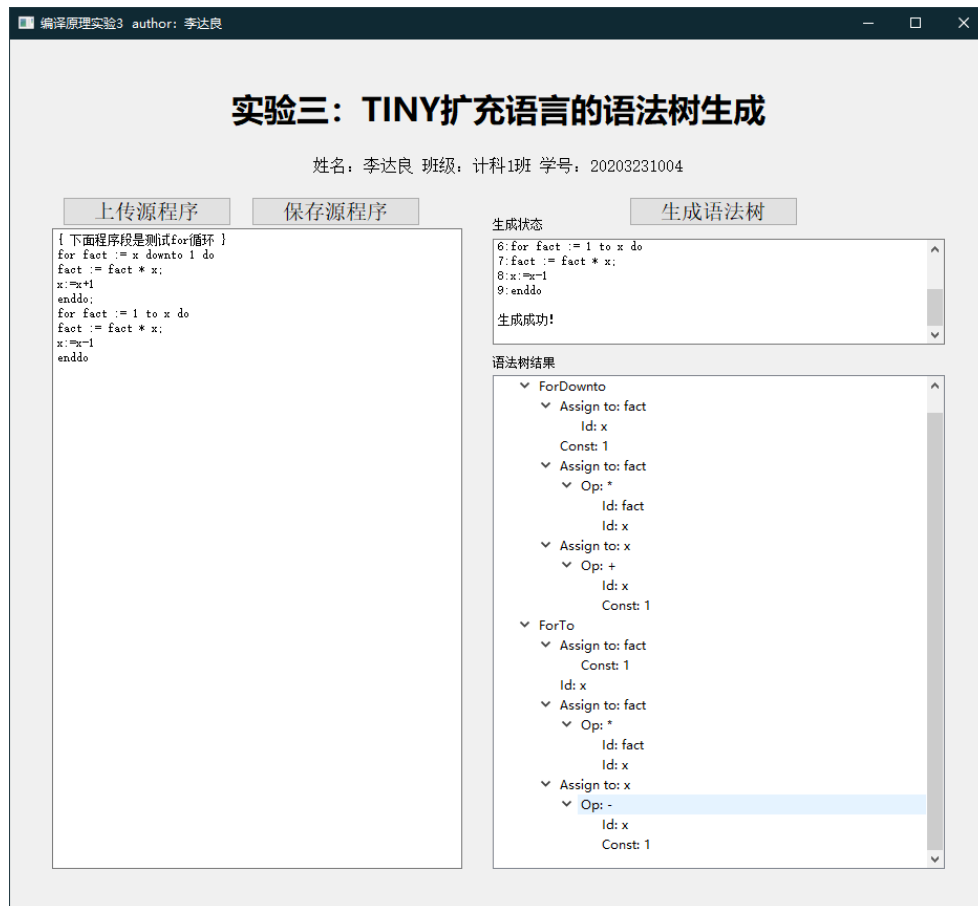 编译原理实验3 author: 李达良
实验三：TINY扩充语言的语法树生成
姓名：李达良 班级：计科1班 学号：20203231004
上传源程序
保存源程序
{ 下面程序段是测试for循环 }
for fact := x downto 1 do
fact := fact * x;
x:=x+1
enddo;
for fact := 1 to x do
fact := fact * x;
x:=x-1
enddo
生成状态
生成语法树
6:for fact := 1 to x do
7:fact := fact * x;
8:x:=x-1
9:enddo
生成成功!
语法树结果
ForDownto
Assign to: fact
Id: x
Const: 1
Assign to: fact
Op: *
Id: fact
Id: x
Assign to: x
Op: +
Id: x
Const: 1
ForTo
Assign to: fact
Const: 1
Id: x
Assign to: fact
Op: *
Id: fact
Id: x
Assign to: x
Op: -
Id: x
Const: 1